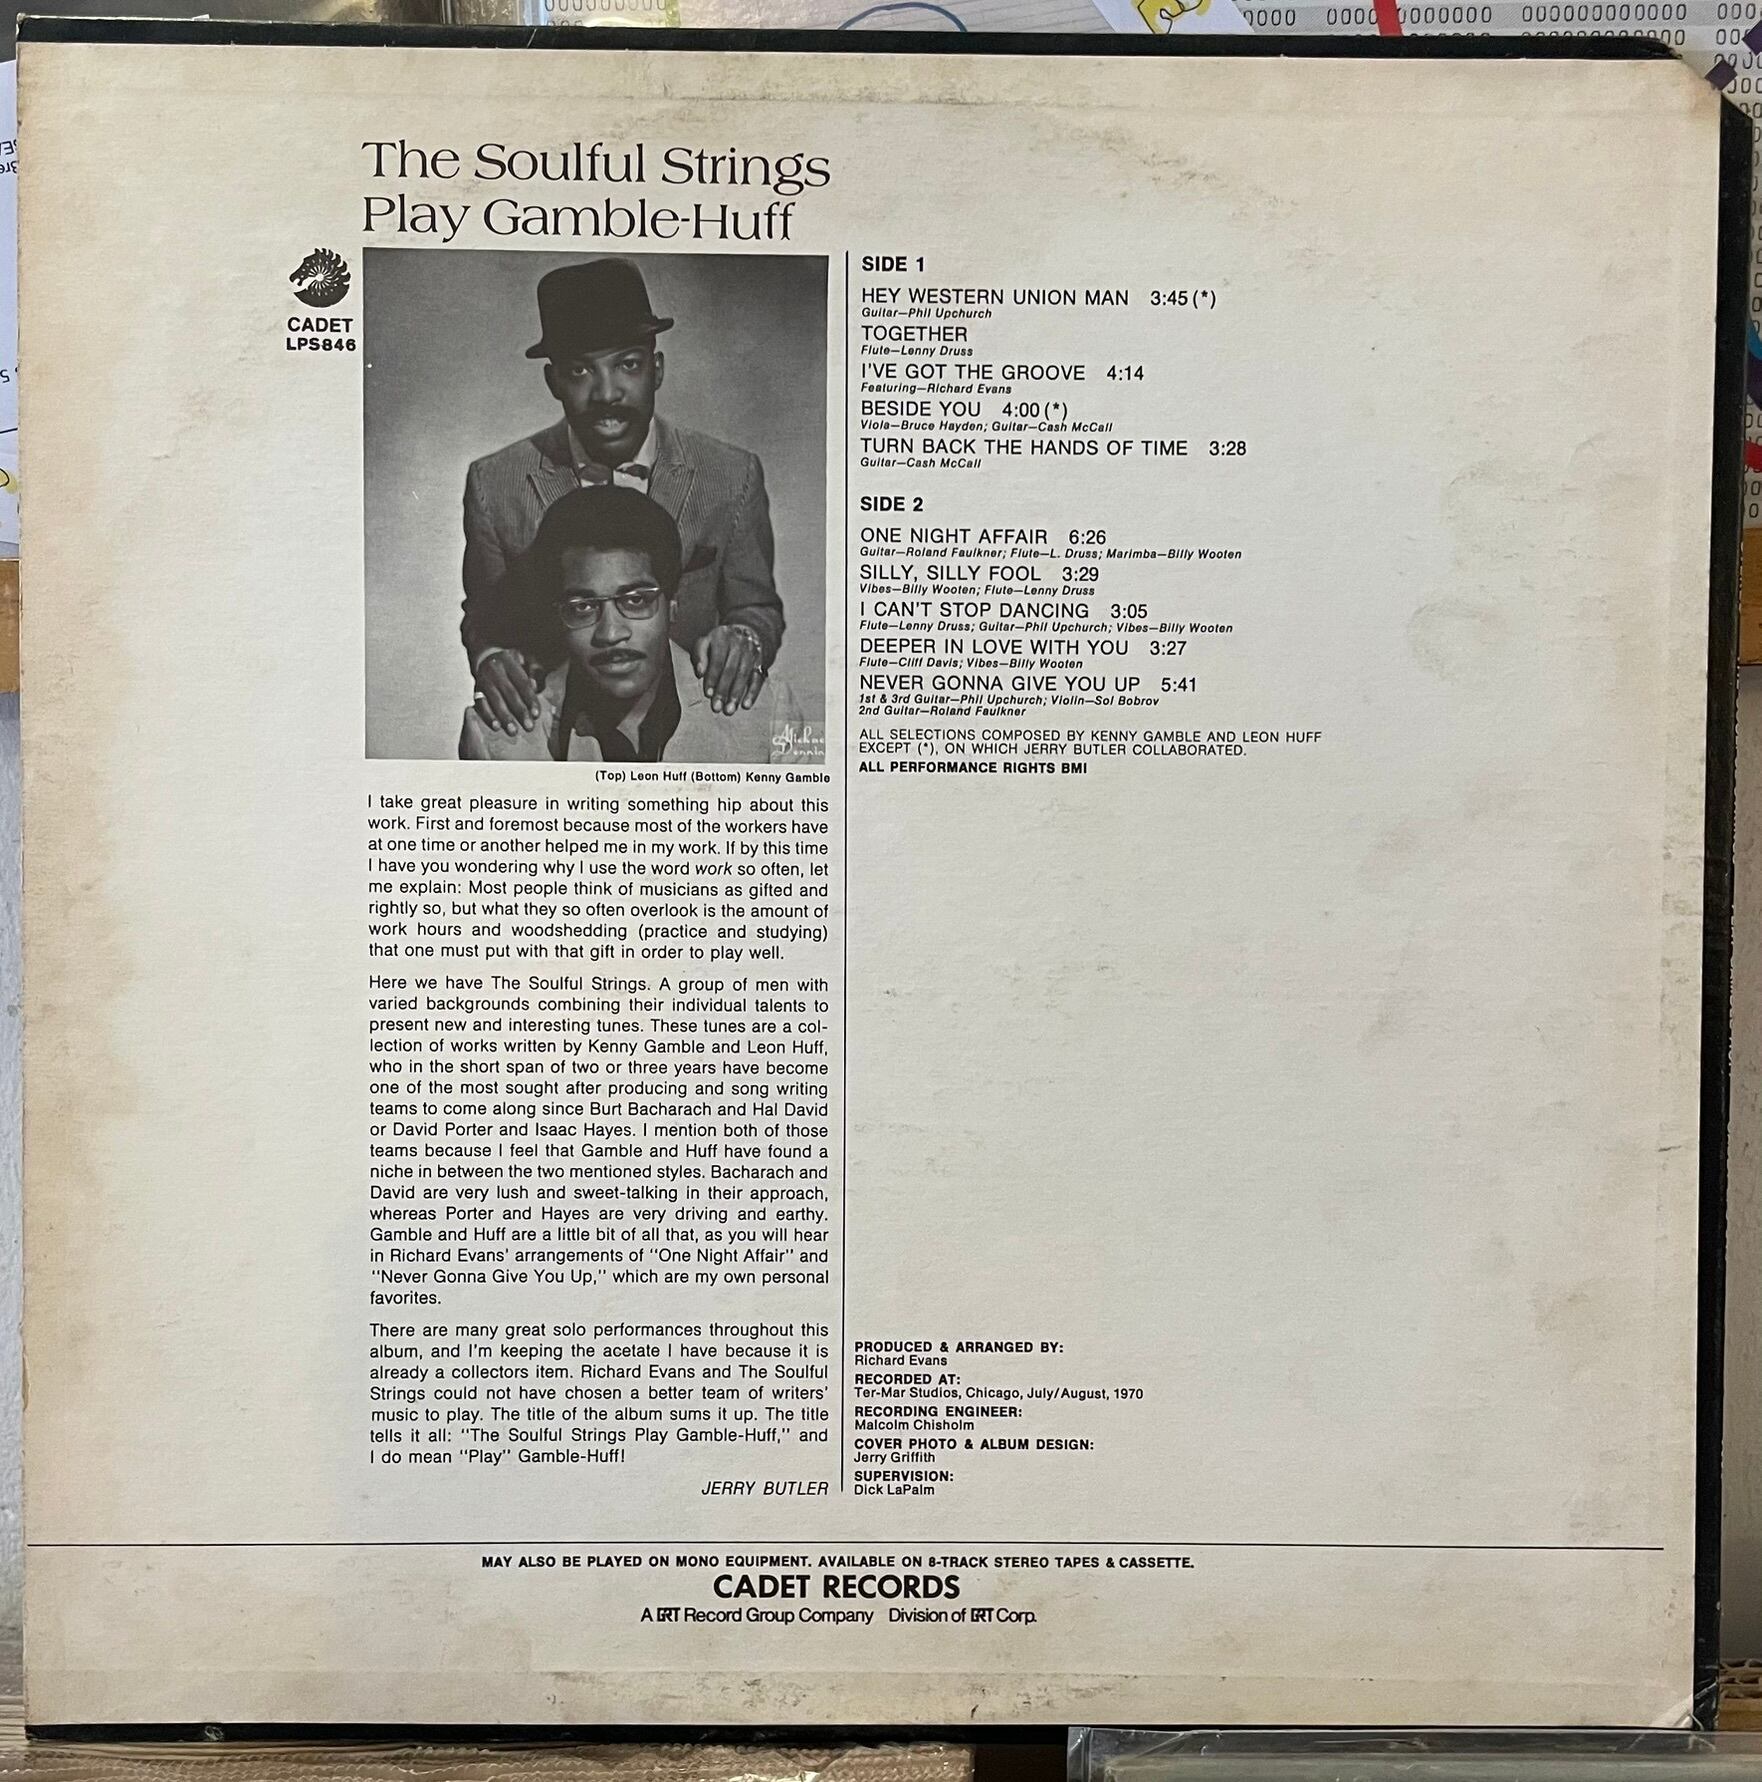 The Soulful Strings
Play Gamble-Huff
CADET
LPS846
(Top) Leon Huff (Bottom) Kenny Gamble
I take great pleasure in writing something hip about this
work. First and foremost because most of the workers have
at one time or another helped me in my work. If by this time
I have you wondering why I use the word work so often, let
me explain: Most people think of musicians as gifted and
rightly so, but what they so often overlook is the amount of
work hours and woodshedding (practice and studying)
that one must put with that gift in order to play well.
Here we have The Soulful Strings. A group of men with
varied backgrounds combining their individual talents to
present new and interesting tunes. These tunes are a col-
lection of works written by Kenny Gamble and Leon Huff,
who in the short span of two or three years have become
one of the most sought after producing and song writing
teams to come along since Burt Bacharach and Hal David
or David Porter and Isaac Hayes. I mention both of those
teams because I feel that Gamble and Huff have found a
niche in between the two mentioned styles. Bacharach and
David are very lush and sweet-talking in their approach,
whereas Porter and Hayes are very driving and earthy.
Gamble and Huff are a little bit of all that, as you will hear
in Richard Evans' arrangements of "One Night Affair" and
"Never Gonna Give You Up," which are my own personal
favorites.
There are many great solo performances throughout this
album, and I'm keeping the acetate I have because it is
already a collectors item. Richard Evans and The Soulful
Strings could not have chosen a better team of writers'
music to play. The title of the album sums it up. The title
tells it all: "The Soulful Strings Play Gamble-Huff," and
I do mean "Play" Gamble-Huff!
JERRY BUTLER
SIDE 1
HEY WESTERN UNION MAN 3:45 (*)
Guitar—Phil Upchurch
TOGETHER
Flute—Lenny Druss
I'VE GOT THE GROOVE 4:14
Featuring—Richard Evans
BESIDE YOU 4:00 (*)
Viola—Bruce Hayden; Guitar—Cash McCall
TURN BACK THE HANDS OF TIME 3:28
Guitar—Cash McCall
SIDE 2
ONE NIGHT AFFAIR 6:26
Guitar—Roland Faulkner; Flute—L. Druss; Marimba—Billy Wooten
SILLY, SILLY FOOL 3:29
Vibes—Billy Wooten; Flute—Lenny Druss
I CAN'T STOP DANCING 3:05
Flute—Lenny Druss; Guitar—Phil Upchurch; Vibes—Billy Wooten
DEEPER IN LOVE WITH YOU 3:27
Flute—Cliff Davis; Vibes—Billy Wooten
NEVER GONNA GIVE YOU UP 5:41
1st & 3rd Guitar—Phil Upchurch; Violin—Sol Bobrov
2nd Guitar—Roland Faulkner
ALL SELECTIONS COMPOSED BY KENNY GAMBLE AND LEON HUFF
EXCEPT (*), ON WHICH JERRY BUTLER COLLABORATED.
ALL PERFORMANCE RIGHTS BMI
PRODUCED & ARRANGED BY:
Richard Evans
RECORDED AT:
Ter-Mar Studios, Chicago, July/August, 1970
RECORDING ENGINEER:
Malcolm Chisholm
COVER PHOTO & ALBUM DESIGN:
Jerry Griffith
SUPERVISION:
Dick LaPalm
MAY ALSO BE PLAYED ON MONO EQUIPMENT. AVAILABLE ON 8-TRACK STEREO TAPES & CASSETTE.
CADET RECORDS
A GRT Record Group Company Division of GRT Corp.